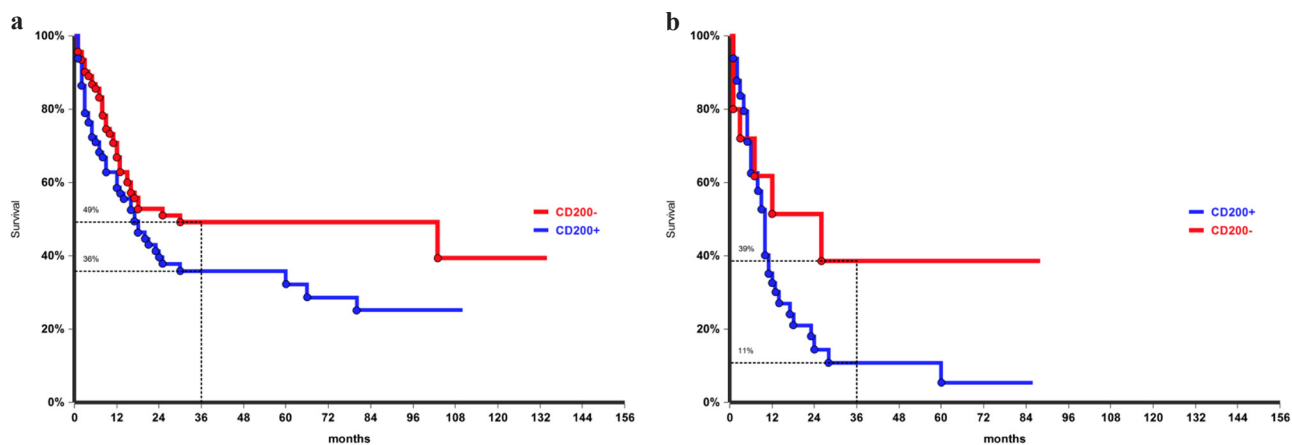 a
100%
80%
60%
40%
20%
0%
Survival
49%
36%
CD200-
CD200+
0 12 24 36 48 60 72 84 96 108 120 132 144 156
months
b
100%
80%
60%
40%
20%
0%
Survival
39%
11%
CD200+
CD200-
0 12 24 36 48 60 72 84 96 108 120 132 144 156
months